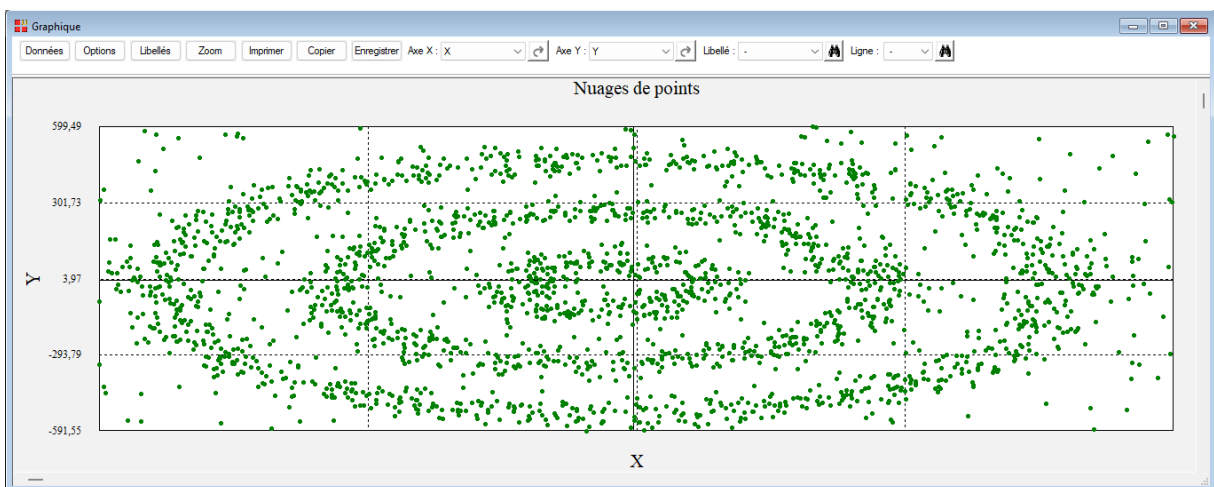 Graphique
Données Options Libellés Zoom Imprimer Copier Enregistrer Axe X : X Axe Y : Y Libellé : - Ligne : -
Nuages de points
599,49
301,73
Y 3,97
-293,79
-591,55
X